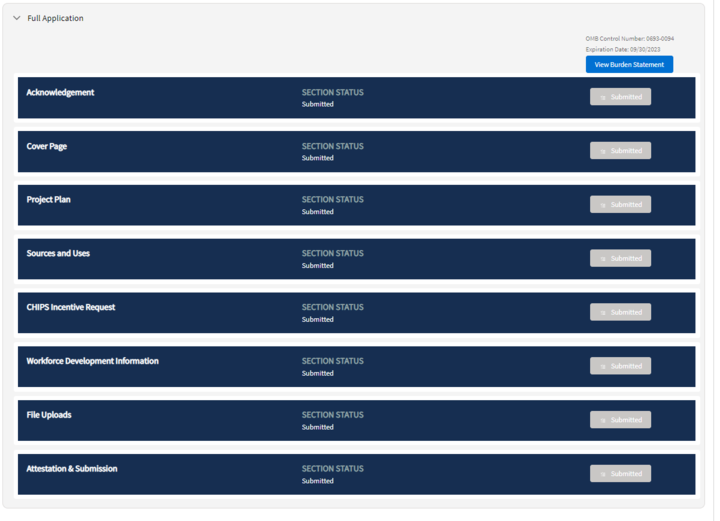 Full Application
OMB Control Number: 0693-0094
Expiration Date: 09/30/2023
View Burden Statement
Acknowledgement
SECTION STATUS
Submitted
Submitted
Cover Page
SECTION STATUS
Submitted
Submitted
Project Plan
SECTION STATUS
Submitted
Submitted
Sources and Uses
SECTION STATUS
Submitted
Submitted
CHIPS Incentive Request
SECTION STATUS
Submitted
Submitted
Workforce Development Information
SECTION STATUS
Submitted
Submitted
File Uploads
SECTION STATUS
Submitted
Submitted
Attestation & Submission
SECTION STATUS
Submitted
Submitted